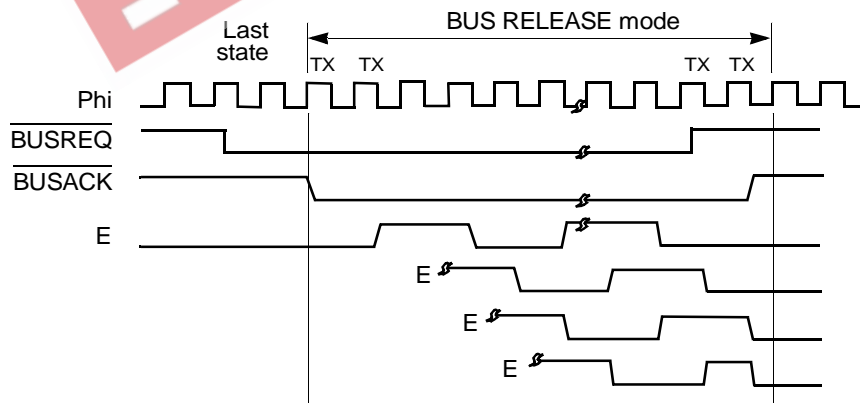 Last
state
BUS RELEASE mode
TX TX TX TX
Phi
BUSREQ
BUSACK
E
E
E
E